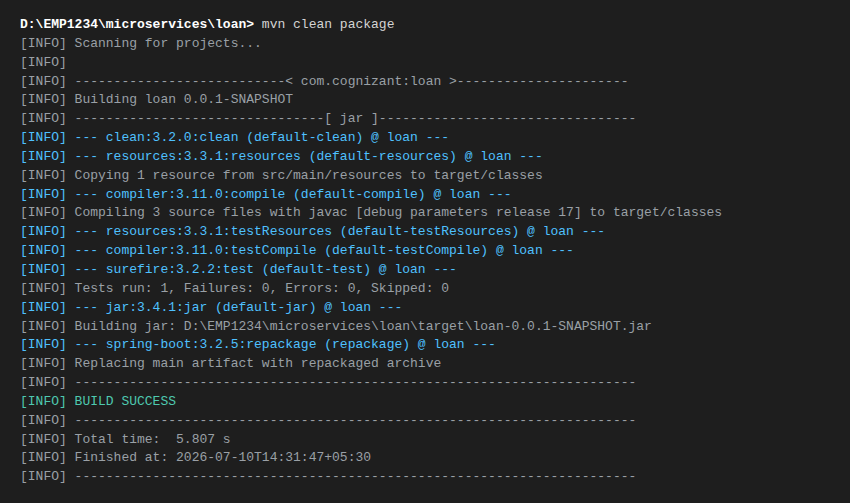 D:\EMP1234\microservices\loan> mvn clean package
[INFO] Scanning for projects...
[INFO]
[INFO] ---------------------------< com.cognizant:loan >----------------------
[INFO] Building loan 0.0.1-SNAPSHOT
[INFO] --------------------------------[ jar ]---------------------------------
[INFO] --- clean:3.2.0:clean (default-clean) @ loan ---
[INFO] --- resources:3.3.1:resources (default-resources) @ loan ---
[INFO] Copying 1 resource from src/main/resources to target/classes
[INFO] --- compiler:3.11.0:compile (default-compile) @ loan ---
[INFO] Compiling 3 source files with javac [debug parameters release 17] to target/classes
[INFO] --- resources:3.3.1:testResources (default-testResources) @ loan ---
[INFO] --- compiler:3.11.0:testCompile (default-testCompile) @ loan ---
[INFO] --- surefire:3.2.2:test (default-test) @ loan ---
[INFO] Tests run: 1, Failures: 0, Errors: 0, Skipped: 0
[INFO] --- jar:3.4.1:jar (default-jar) @ loan ---
[INFO] Building jar: D:\EMP1234\microservices\loan\target\loan-0.0.1-SNAPSHOT.jar
[INFO] --- spring-boot:3.2.5:repackage (repackage) @ loan ---
[INFO] Replacing main artifact with repackaged archive
[INFO] ------------------------------------------------------------------------
[INFO] BUILD SUCCESS
[INFO] ------------------------------------------------------------------------
[INFO] Total time:  5.807 s
[INFO] Finished at: 2026-07-10T14:31:47+05:30
[INFO] ------------------------------------------------------------------------